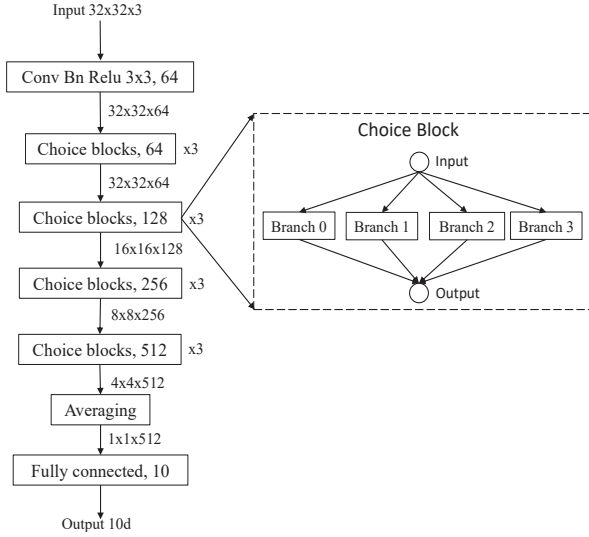 Input 32x32x3
Conv Bn Relu 3x3, 64
32x32x64
Choice blocks, 64
x3
32x32x64
Choice blocks, 128
x3
16x16x128
Choice blocks, 256
x3
8x8x256
Choice blocks, 512
x3
4x4x512
Averaging
1x1x512
Fully connected, 10
Output 10d
Choice Block
Input
Branch 0
Branch 1
Branch 2
Branch 3
Output